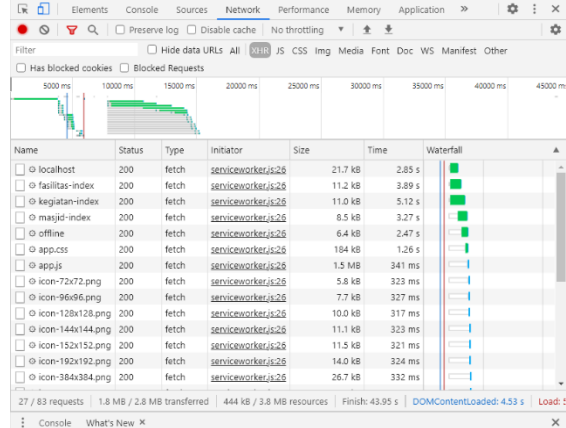 Elements Console Sources Network Performance Memory Application »
Preserve log Disable cache No throttling
Filter Hide data URLs All XHR JS CSS Img Media Font Doc WS Manifest Other
Has blocked cookies Blocked Requests
5000 ms 10000 ms 15000 ms 20000 ms 25000 ms 30000 ms 35000 ms 40000 ms 45000 m
Name Status Type Initiator Size Time Waterfall
localhost 200 fetch serviceworker.js:26 21.7 kB 2.85 s
fasilitas-index 200 fetch serviceworker.js:26 11.2 kB 3.89 s
kegiatan-index 200 fetch serviceworker.js:26 11.0 kB 5.12 s
masjid-index 200 fetch serviceworker.js:26 8.5 kB 3.27 s
offline 200 fetch serviceworker.js:26 6.4 kB 2.47 s
app.css 200 fetch serviceworker.js:26 184 kB 1.26 s
app.js 200 fetch serviceworker.js:26 1.5 MB 341 ms
icon-72x72.png 200 fetch serviceworker.js:26 5.8 kB 323 ms
icon-96x96.png 200 fetch serviceworker.js:26 7.7 kB 327 ms
icon-128x128.png 200 fetch serviceworker.js:26 10.0 kB 317 ms
icon-144x144.png 200 fetch serviceworker.js:26 11.1 kB 323 ms
icon-152x152.png 200 fetch serviceworker.js:26 11.5 kB 321 ms
icon-192x192.png 200 fetch serviceworker.js:26 14.0 kB 324 ms
icon-384x384.png 200 fetch serviceworker.js:26 26.7 kB 332 ms
27 / 83 requests 1.8 MB / 2.8 MB transferred 444 kB / 3.8 MB resources Finish: 43.95 s DOMContentLoaded: 4.53 s Load: 5
Console What's New ×